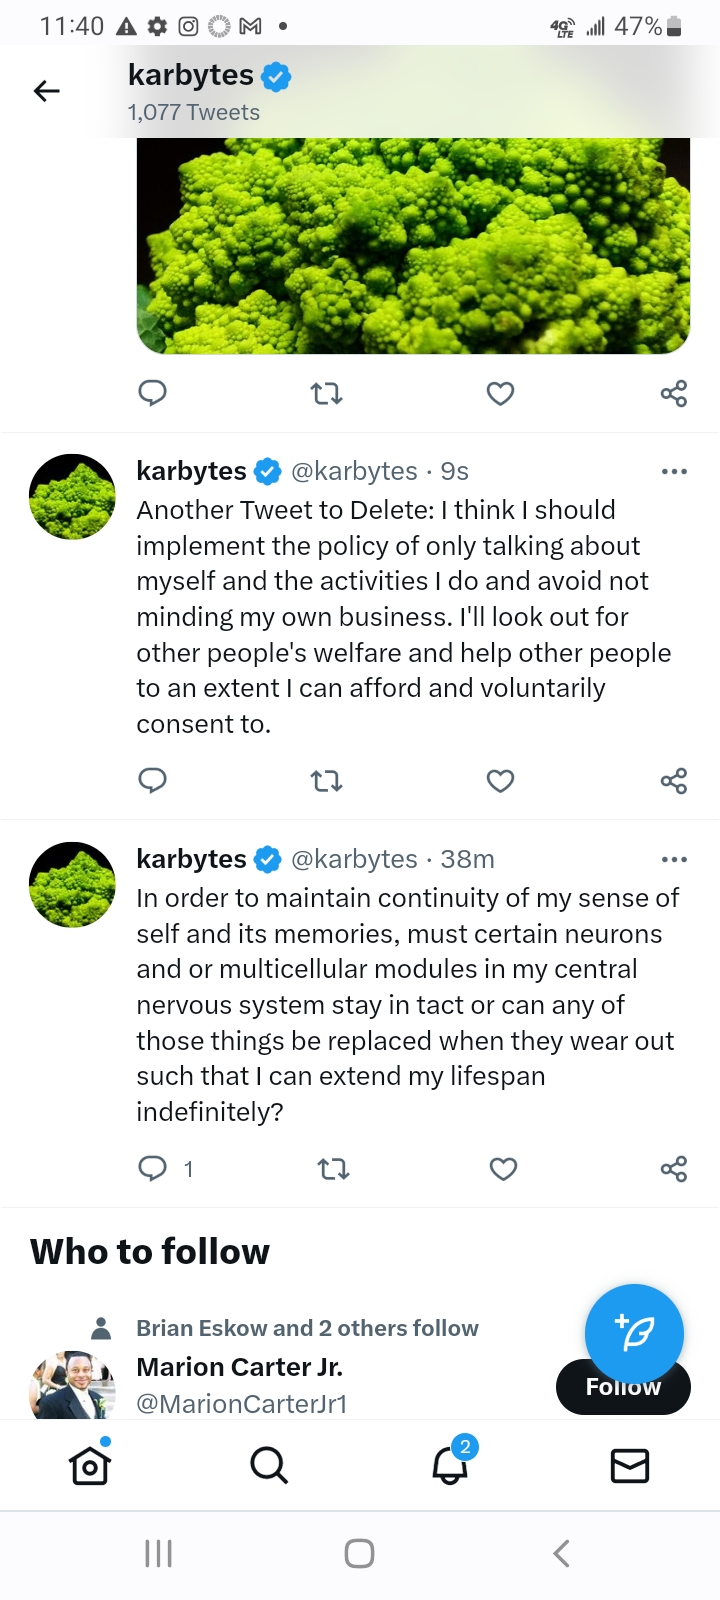 11:40
4G LTE 47%
karbytes
1,077 Tweets
karbytes @karbytes · 9s
Another Tweet to Delete: I think I should
implement the policy of only talking about
myself and the activities I do and avoid not
minding my own business. I'll look out for
other people's welfare and help other people
to an extent I can afford and voluntarily
consent to.
karbytes @karbytes · 38m
In order to maintain continuity of my sense of
self and its memories, must certain neurons
and or multicellular modules in my central
nervous system stay in tact or can any of
those things be replaced when they wear out
such that I can extend my lifespan
indefinitely?
1
Who to follow
Brian Eskow and 2 others follow
Marion Carter Jr.
@MarionCarterJr1
Follow
2